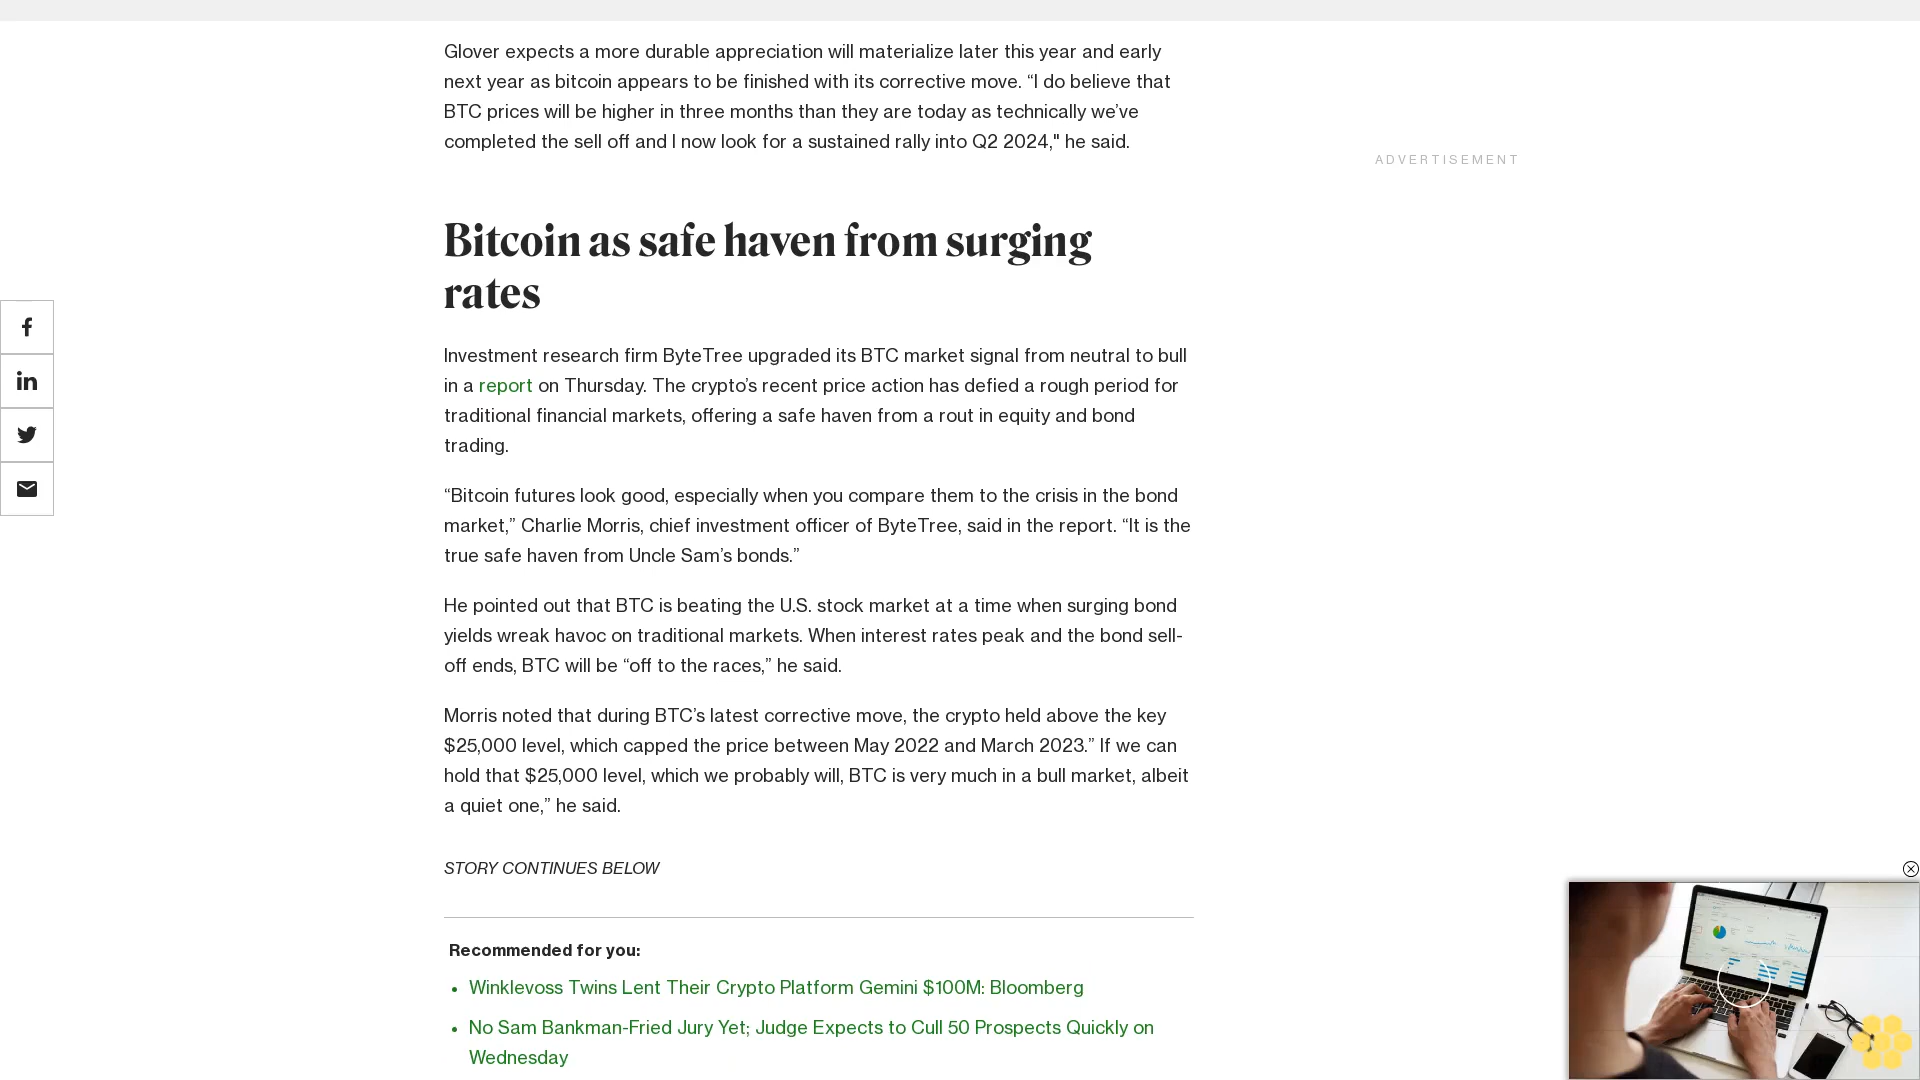 Glover expects a more durable appreciation will materialize later this year and early
next year as bitcoin appears to be finished with its corrective move. “I do believe that
BTC prices will be higher in three months than they are today as technically we’ve
completed the sell off and I now look for a sustained rally into Q2 2024," he said.
ADVERTISEMENT
Bitcoin as safe haven from surging
rates
Investment research firm ByteTree upgraded its BTC market signal from neutral to bull
in a report on Thursday. The crypto’s recent price action has defied a rough period for
traditional financial markets, offering a safe haven from a rout in equity and bond
trading.
“Bitcoin futures look good, especially when you compare them to the crisis in the bond
market,” Charlie Morris, chief investment officer of ByteTree, said in the report. “It is the
true safe haven from Uncle Sam’s bonds.”
He pointed out that BTC is beating the U.S. stock market at a time when surging bond
yields wreak havoc on traditional markets. When interest rates peak and the bond sell-
off ends, BTC will be “off to the races,” he said.
Morris noted that during BTC’s latest corrective move, the crypto held above the key
$25,000 level, which capped the price between May 2022 and March 2023.” If we can
hold that $25,000 level, which we probably will, BTC is very much in a bull market, albeit
a quiet one,” he said.
STORY CONTINUES BELOW
Recommended for you:
• Winklevoss Twins Lent Their Crypto Platform Gemini $100M: Bloomberg
• No Sam Bankman-Fried Jury Yet; Judge Expects to Cull 50 Prospects Quickly on
Wednesday